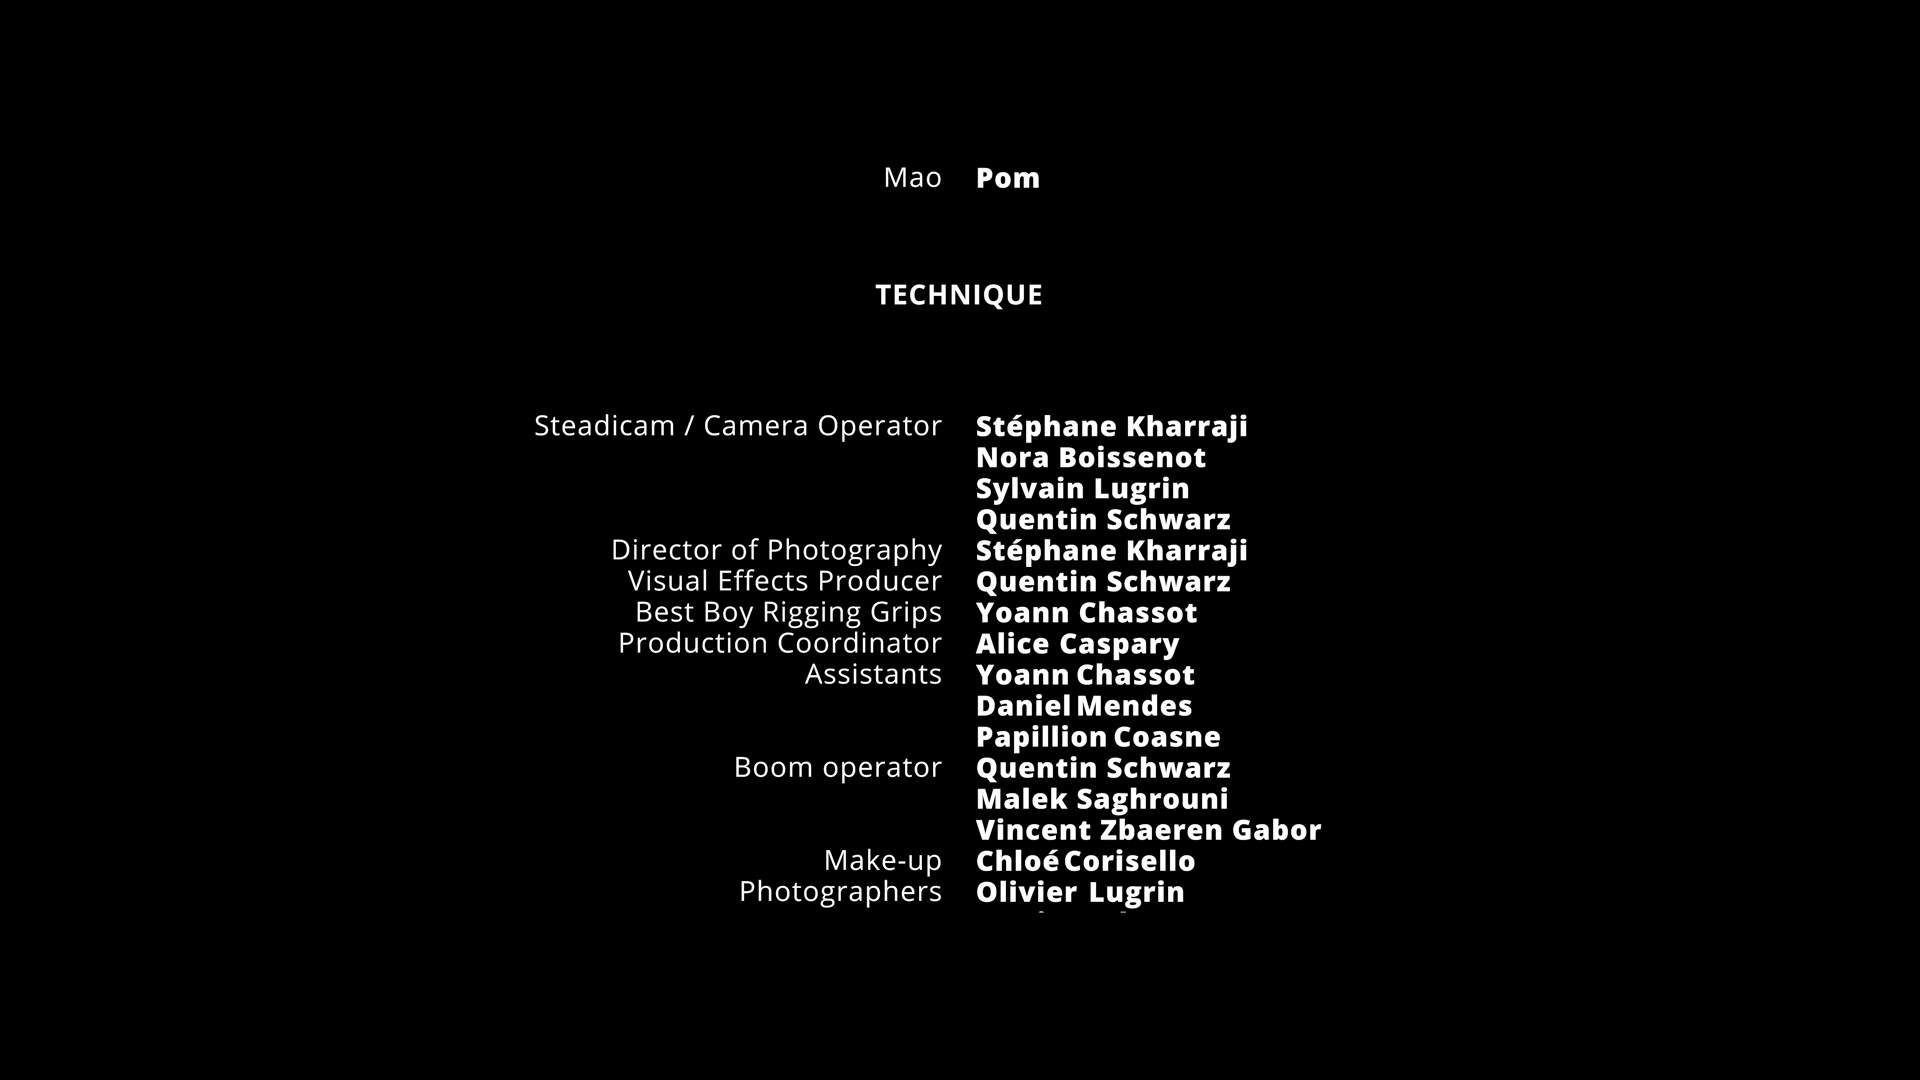 Mao Pom
TECHNIQUE
Steadicam / Camera Operator Stéphane Kharraji
Nora Boissenot
Sylvain Lugrin
Quentin Schwarz
Director of Photography Stéphane Kharraji
Visual Effects Producer Quentin Schwarz
Best Boy Rigging Grips Yoann Chassot
Production Coordinator Alice Caspary
Assistants Yoann Chassot
Daniel Mendes
Papillion Coasne
Boom operator Quentin Schwarz
Malek Saghrouni
Vincent Zbaeren Gabor
Make-up Chloé Corisello
Photographers Olivier Lugrin